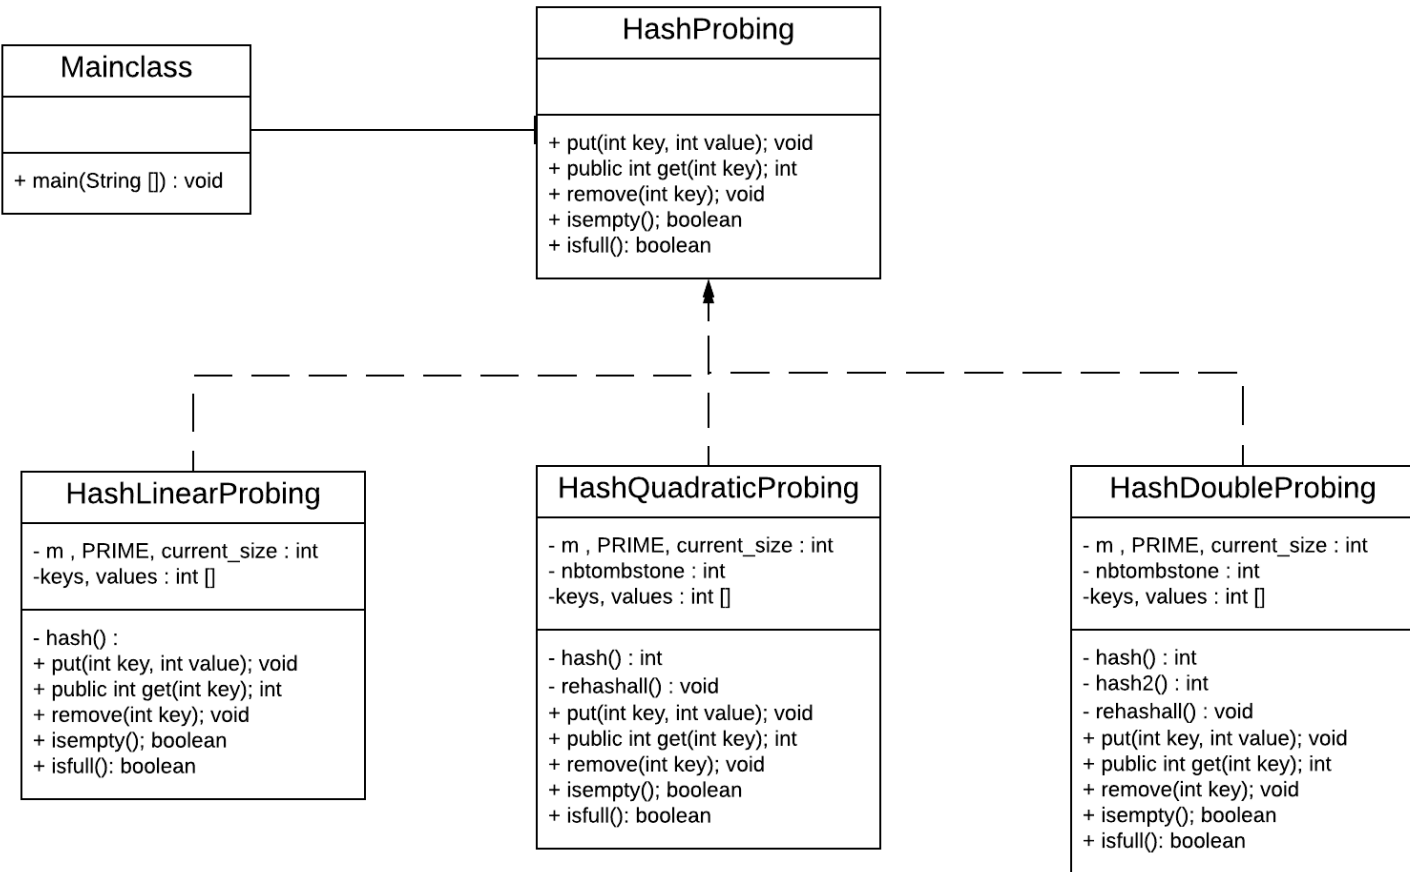 Mainclass
+ main(String []) : void
HashProbing
+ put(int key, int value); void
+ public int get(int key); int
+ remove(int key); void
+ isempty(); boolean
+ isfull(): boolean
HashLinearProbing
- m , PRIME, current_size : int
-keys, values : int []
- hash() :
+ put(int key, int value); void
+ public int get(int key); int
+ remove(int key); void
+ isempty(); boolean
+ isfull(): boolean
HashQuadraticProbing
- m , PRIME, current_size : int
- nbtombstone : int
-keys, values : int []
- hash() : int
- rehashall() : void
+ put(int key, int value); void
+ public int get(int key); int
+ remove(int key); void
+ isempty(); boolean
+ isfull(): boolean
HashDoubleProbing
- m , PRIME, current_size : int
- nbtombstone : int
-keys, values : int []
- hash() : int
- hash2() : int
- rehashall() : void
+ put(int key, int value); void
+ public int get(int key); int
+ remove(int key); void
+ isempty(); boolean
+ isfull(): boolean